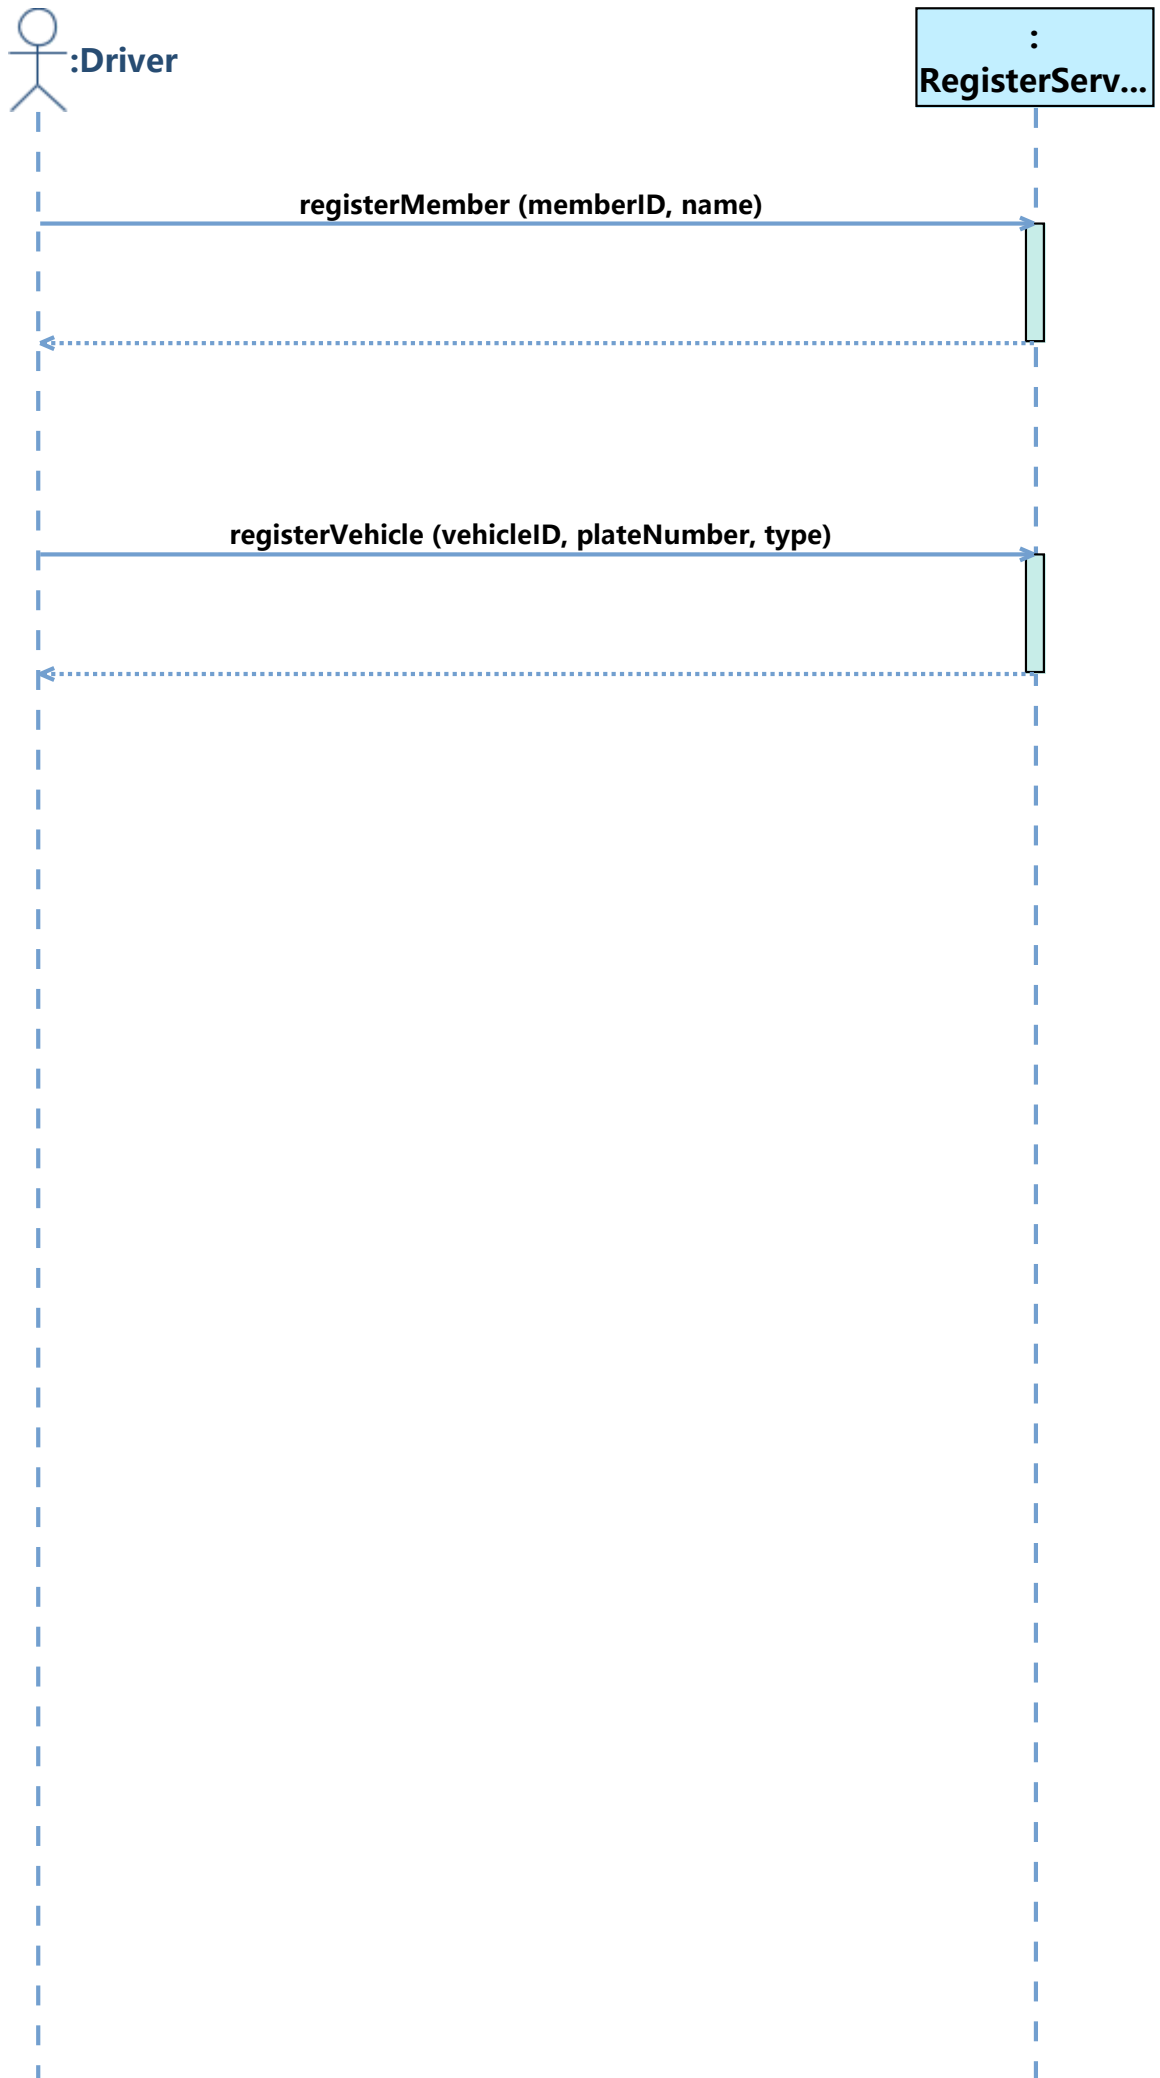 :Driver
:
RegisterServ...
registerMember (memberID, name)
registerVehicle (vehicleID, plateNumber, type)